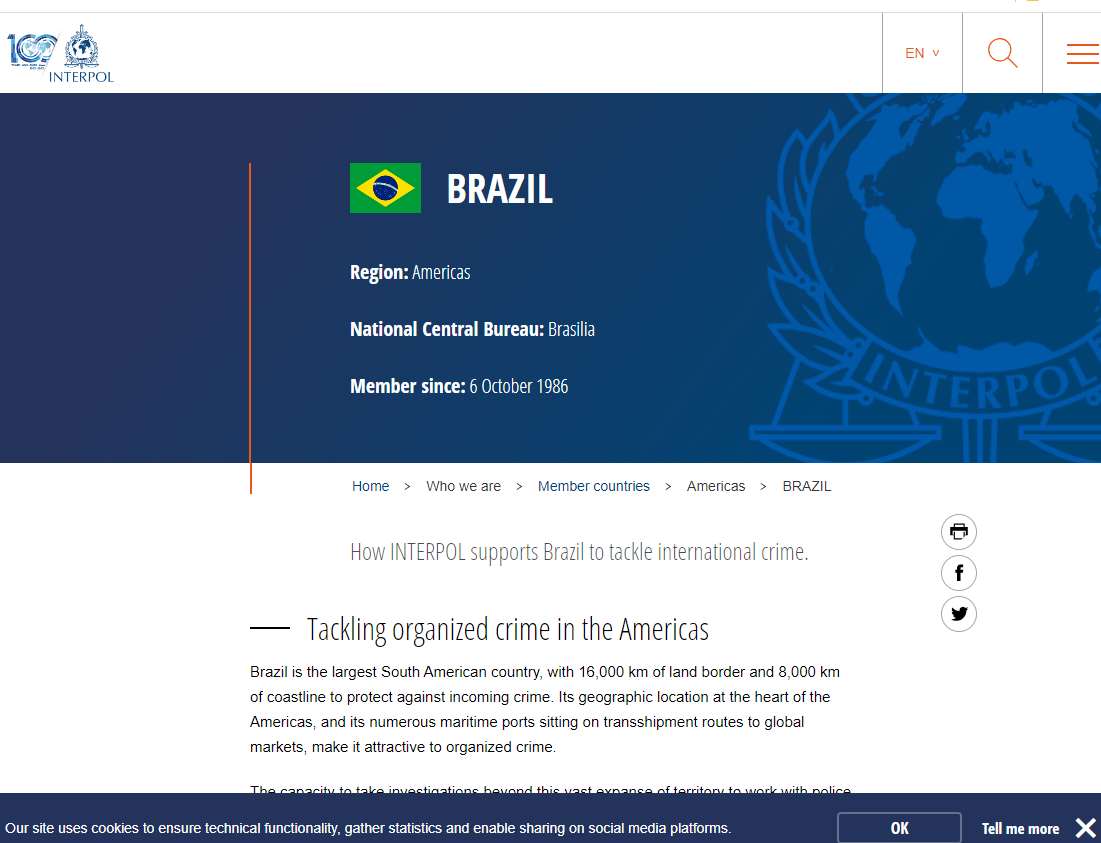 100
INTERPOL
EN
BRAZIL
Region: Americas
National Central Bureau: Brasilia
Member since: 6 October 1986
INTERPOL
Home > Who we are > Member countries > Americas > BRAZIL
How INTERPOL supports Brazil to tackle international crime.
Tackling organized crime in the Americas
Brazil is the largest South American country, with 16,000 km of land border and 8,000 km
of coastline to protect against incoming crime. Its geographic location at the heart of the
Americas, and its numerous maritime ports sitting on transshipment routes to global
markets, make it attractive to organized crime.
The capacity to take investigations beyond this vast expanse of territory to work with police
Our site uses cookies to ensure technical functionality, gather statistics and enable sharing on social media platforms.
OK
Tell me more